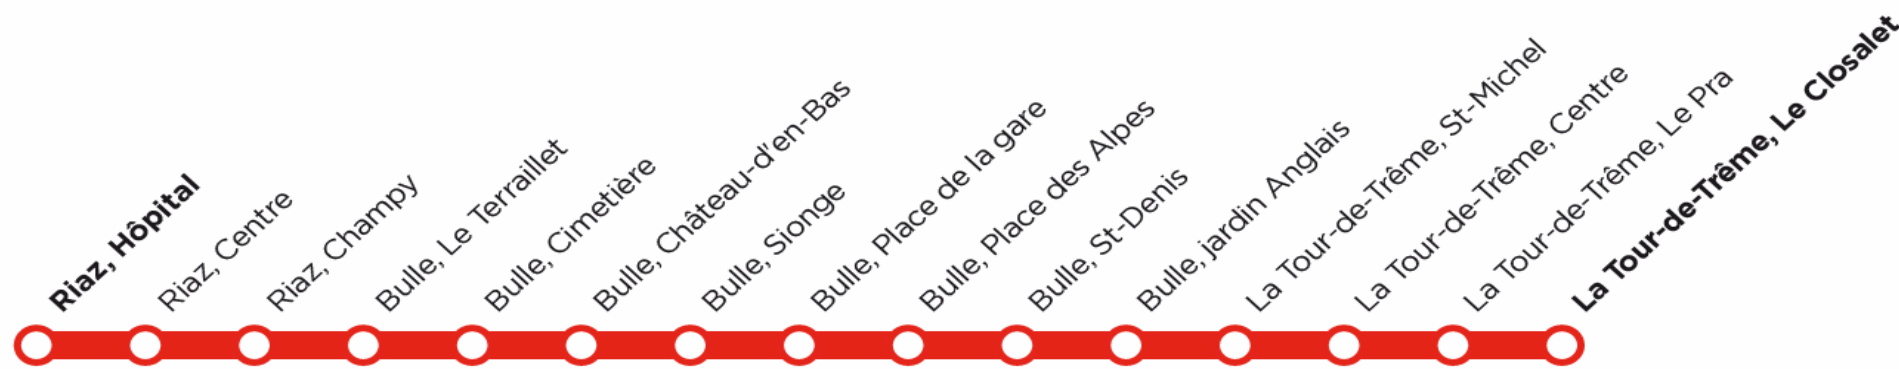 Riaz, Hôpital
Riaz, Centre
Riaz, Champy
Bulle, Le Terraillet
Bulle, Cimetière
Bulle, Château-d'en-Bas
Bulle, Sionge
Bulle, Place de la gare
Bulle, Place des Alpes
Bulle, St-Denis
Bulle, jardin Anglais
La Tour-de-Trême, St-Michel
La Tour-de-Trême, Centre
La Tour-de-Trême, Le Pra
La Tour-de-Trême, Le Closalet